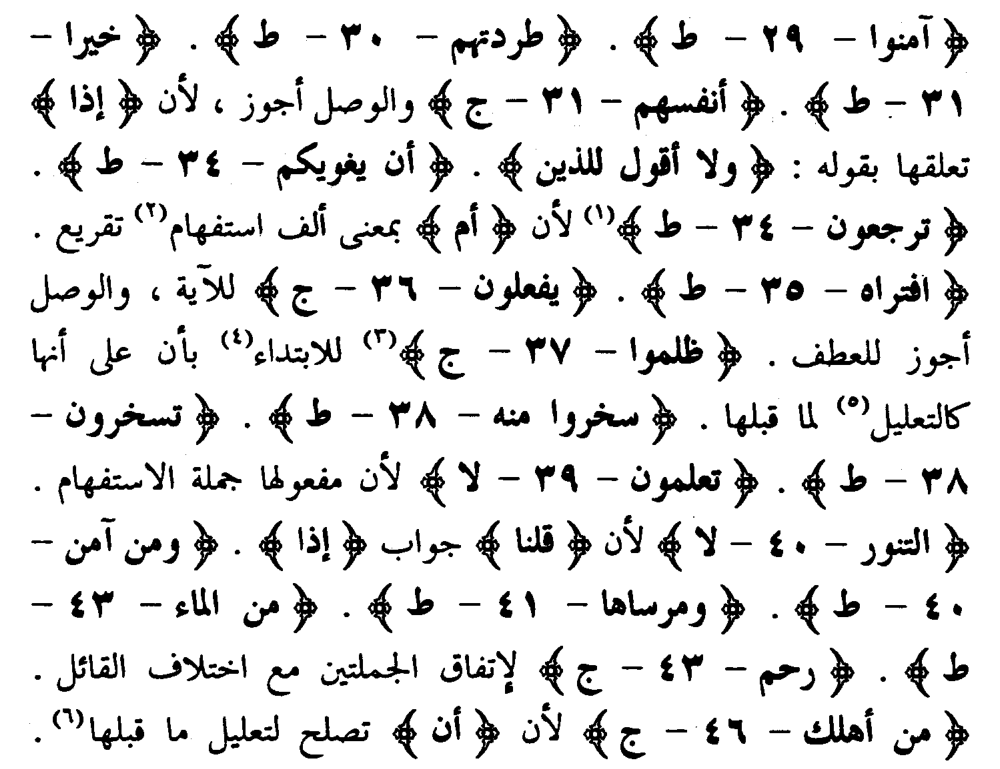 ﴿ آمنوا – ٢٩ – ط ﴾ . ﴿ طردتهم – ٣٠ – ط ﴾ . ﴿ خيرا –
٣١ – ط ﴾ . ﴿ أنفسهم – ٣١ – ج ﴾ والوصل أجوز ، لأن ﴿ إذا ﴾
تعلقها بقوله : ﴿ ولا أقول للذين ﴾ . ﴿ أن يغويكم – ٣٤ – ط ﴾ .
﴿ ترجعون – ٣٤ – ط ﴾(١) لأن ﴿ أم ﴾ بمعنى ألف استفهام(٢) تقريع .
﴿ افتراه – ٣٥ – ط ﴾ . ﴿ يفعلون – ٣٦ – ج ﴾ للآية ، والوصل
أجوز للعطف . ﴿ ظلموا – ٣٧ – ج ﴾(٣) للابتداء(٤) بأن على أنها
كالتعليل(٥) لما قبلها . ﴿ سخروا منه – ٣٨ – ط ﴾ . ﴿ تسخرون –
٣٨ – ط ﴾ . ﴿ تعلمون – ٣٩ – لا ﴾ لأن مفعولها جملة الاستفهام .
﴿ التنور – ٤٠ – لا ﴾ لأن ﴿ قلنا ﴾ جواب ﴿ إذا ﴾ . ﴿ ومن آمن –
٤٠ – ط ﴾ . ﴿ ومرساها – ٤١ – ط ﴾ . ﴿ من الماء – ٤٣ –
ط ﴾ . ﴿ رحم – ٤٣ – ج ﴾ لإتفاق الجملتين مع اختلاف القائل .
﴿ من أهلك – ٤٦ – ج ﴾ لأن ﴿ أن ﴾ تصلح لتعليل ما قبلها(٦) .